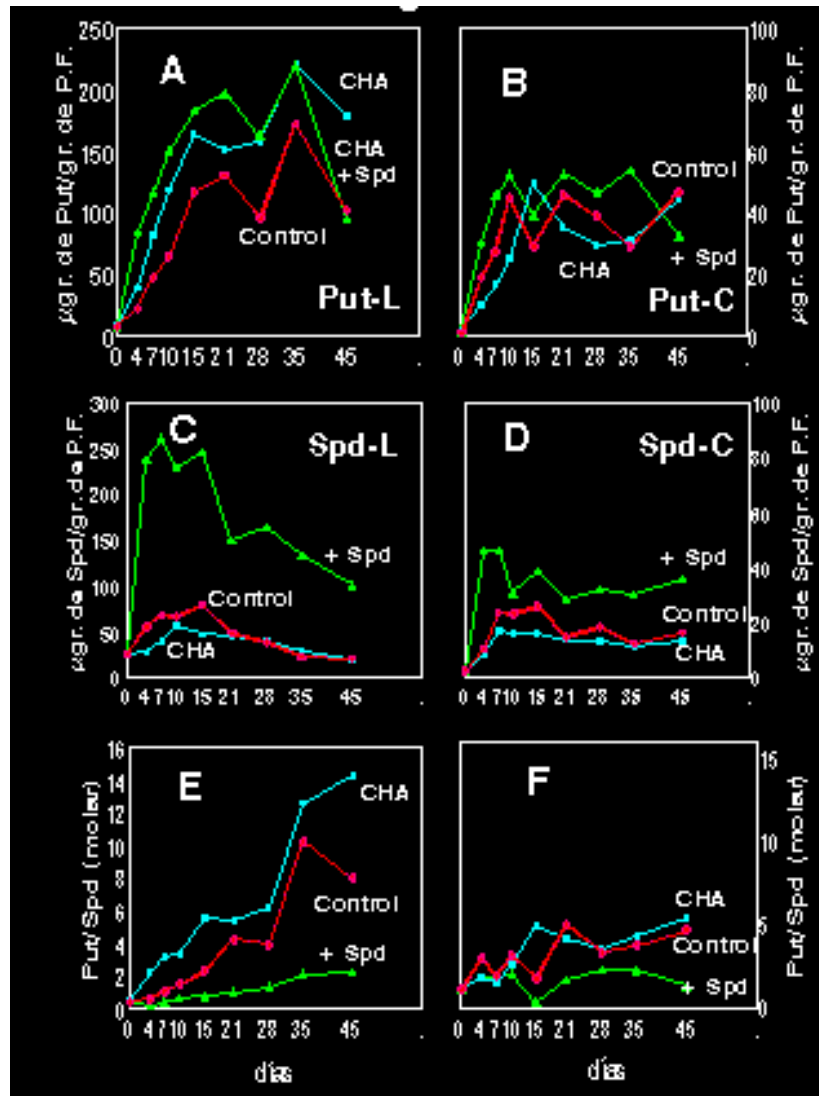 A
B
µgr. de Put/gr. de P.F.
250
200
150
100
50
0
CHA
CHA
+ Spd
Control
Put-L
0 4 7 10 15 21 28 35 45 .
100
80
60
40
20
0
µgr. de Put/gr. de P.F.
Control
CHA
+ Spd
Put-C
0 4 7 10 15 21 28 35 45 .
C
D
µgr. de Spd/gr. de P.F.
300
250
200
150
100
50
0
Spd-L
+ Spd
Control
CHA
0 4 7 10 15 21 28 35 45 .
100
80
60
40
20
0
µgr. de Spd/gr. de P.F.
Spd-C
+ Spd
Control
CHA
0 4 7 10 15 21 28 35 45 .
E
F
Put/Spd (molar)
16
14
12
10
8
6
4
2
0
CHA
Control
+ Spd
0 4 7 10 15 21 28 35 45 .
días
15
10
5
0
Put/Spd (molar)
CHA
Control
+ Spd
0 4 7 10 15 21 28 35 45 .
días